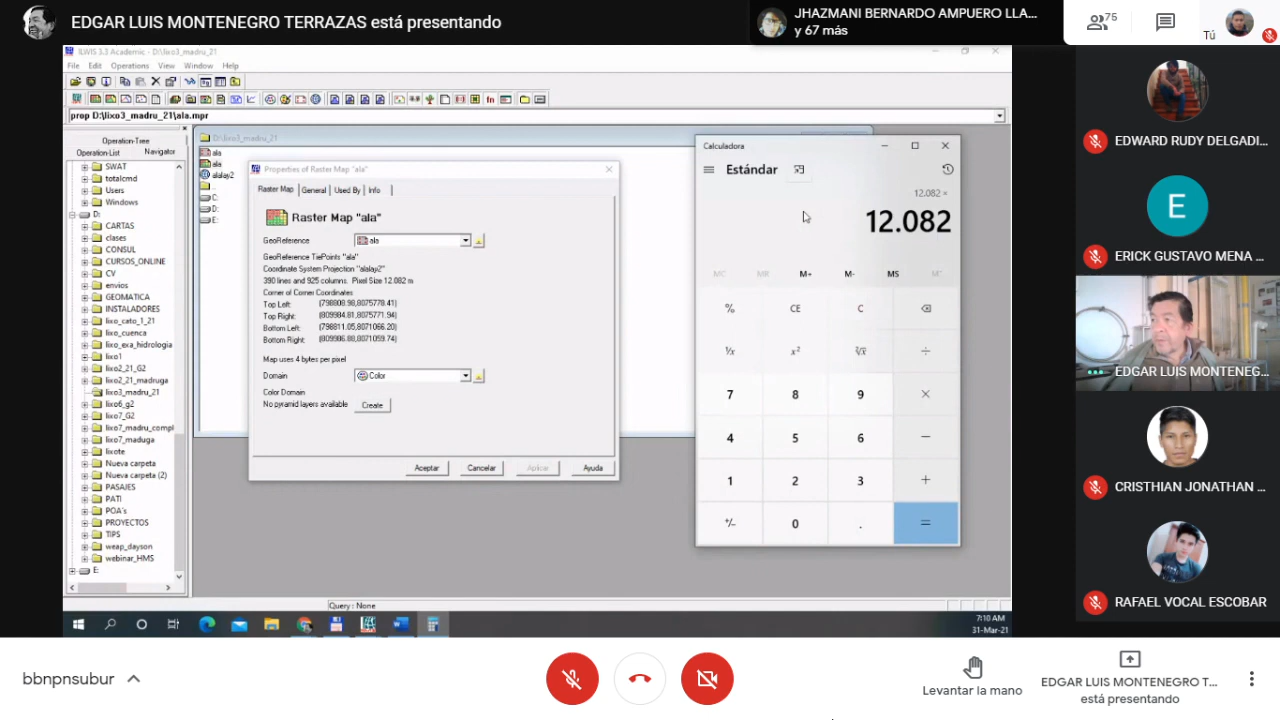 EDGAR LUIS MONTENEGRO TERRAZAS está presentando
JHAZMANI BERNARDO AMPUERO LLA...
y 67 más
75
Tú
ILWIS 3.3 Academic - D:\lixo3_madru_21
File Edit Operations View Window Help
prop D:\lixo3_madru_21\ala.mpr
Operation-Tree
Operation-List Navigator
SWAT
totalcmd
Users
Windows
D:
CARTAS
clases
CONSUL
CURSOS_ONLINE
CV
envios
GEOMATICA
INSTALADORES
lixo_cato_1_21
lixo_cuenca
lixo_exa_hidrologia
lixo1
lixo2_21_G2
lixo2_21_madruga
lixo3_madru_21
lixo6_g2
lixo7_G2
lixo7_madru_compl
lixo7_maduga
lixote
Nueva carpeta
Nueva carpeta (2)
PASAJES
PATI
POA's
PROYECTOS
TIPS
weap_dayson
webinar_HMS
E:
D:\lixo3_madru_21
ala
ala
alalay2
..
C:
D:
E:
Properties of Raster Map "ala"
Raster Map General Used By Info
Raster Map "ala"
GeoReference ala
GeoReference TiePoints "ala"
Coordinate System Projection "alalay2"
390 lines and 925 columns. Pixel Size 12.082 m
Corner of Corner Coordinates
Top Left: (798808.98,8075778.41)
Top Right: (809984.81,8075771.94)
Bottom Left: (798811.05,8071066.20)
Bottom Right: (809986.88,8071059.74)
Map uses 4 bytes per pixel
Domain Color
Color Domain
No pyramid layers available Create
Aceptar Cancelar Aplicar Ayuda
Calculadora
Estándar
12.082 ×
12.082
MC MR M+ M- MS M˅
% CE C ⌫
¹/x x² ²√x ÷
7 8 9 ×
4 5 6 −
1 2 3 +
+/− 0 . =
Query : None
7:10 AM
31-Mar-21
EDWARD RUDY DELGADI...
E
ERICK GUSTAVO MENA ...
EDGAR LUIS MONTENEG...
CRISTHIAN JONATHAN ...
RAFAEL VOCAL ESCOBAR
bbnpnsubur
Levantar la mano
EDGAR LUIS MONTENEGRO T...
está presentando